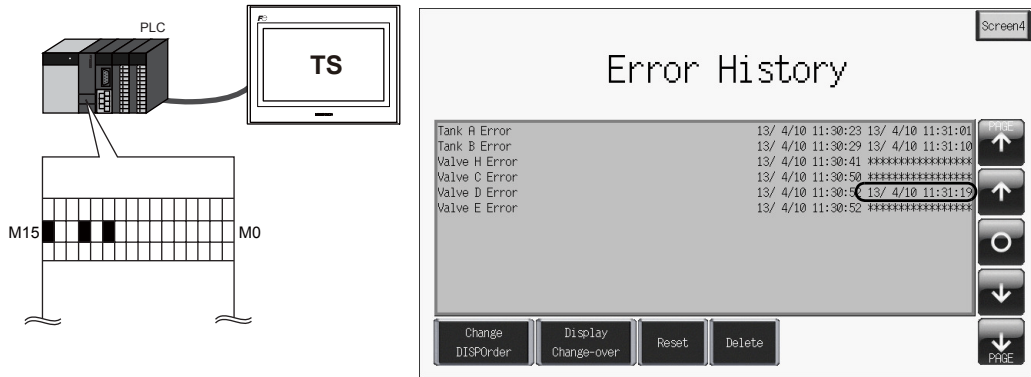 PLC
TS
M15
M0
Screen4
Error History
Tank A Error 13/ 4/10 11:30:23 13/ 4/10 11:31:01
Tank B Error 13/ 4/10 11:30:29 13/ 4/10 11:31:10
Valve H Error 13/ 4/10 11:30:41 *****************
Valve C Error 13/ 4/10 11:30:50 *****************
Valve D Error 13/ 4/10 11:30:52 13/ 4/10 11:31:19
Valve E Error 13/ 4/10 11:30:52 *****************
PAGE
Change
DISPOrder
Display
Change-over
Reset
Delete
PAGE